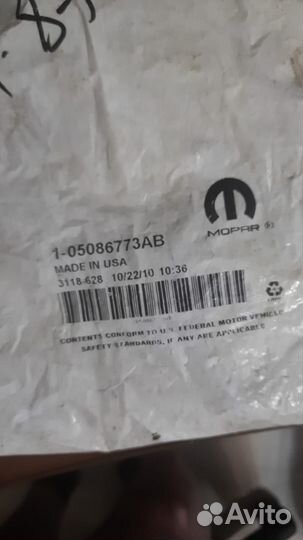 .85
MOPAR ®
1-05086773AB
MADE IN USA
3118-628 10/22/10 10:36
CONTENTS CONFORM TO U.S. FEDERAL MOTOR VEHICLE
SAFETY STANDARDS, IF ANY ARE APPLICABLE
Avito